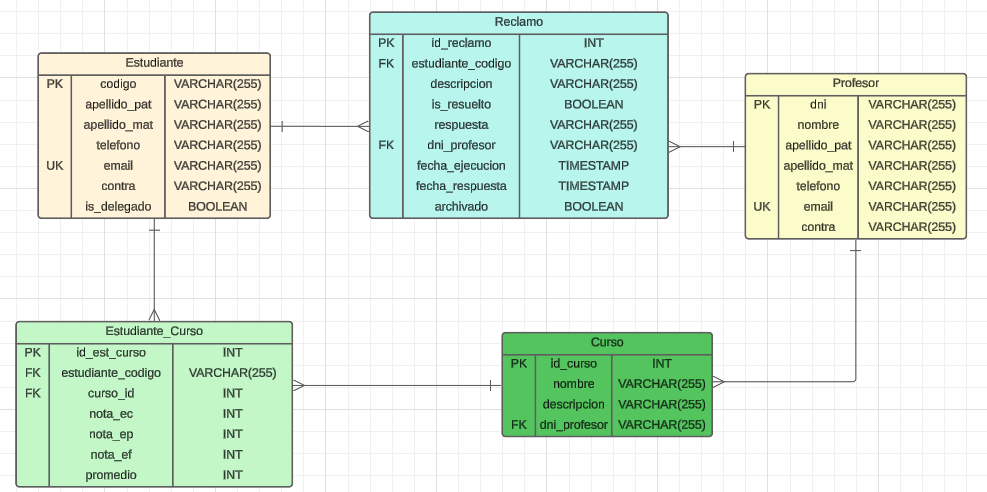 Reclamo
PK id_reclamo INT
FK estudiante_codigo VARCHAR(255)
descripcion VARCHAR(255)
is_resuelto BOOLEAN
respuesta VARCHAR(255)
FK dni_profesor VARCHAR(255)
fecha_ejecucion TIMESTAMP
fecha_respuesta TIMESTAMP
archivado BOOLEAN
Estudiante
PK codigo VARCHAR(255)
apellido_pat VARCHAR(255)
apellido_mat VARCHAR(255)
telefono VARCHAR(255)
UK email VARCHAR(255)
contra VARCHAR(255)
is_delegado BOOLEAN
Profesor
PK dni VARCHAR(255)
nombre VARCHAR(255)
apellido_pat VARCHAR(255)
apellido_mat VARCHAR(255)
telefono VARCHAR(255)
UK email VARCHAR(255)
contra VARCHAR(255)
Estudiante_Curso
PK id_est_curso INT
FK estudiante_codigo VARCHAR(255)
FK curso_id INT
nota_ec INT
nota_ep INT
nota_ef INT
promedio INT
Curso
PK id_curso INT
nombre VARCHAR(255)
descripcion VARCHAR(255)
FK dni_profesor VARCHAR(255)